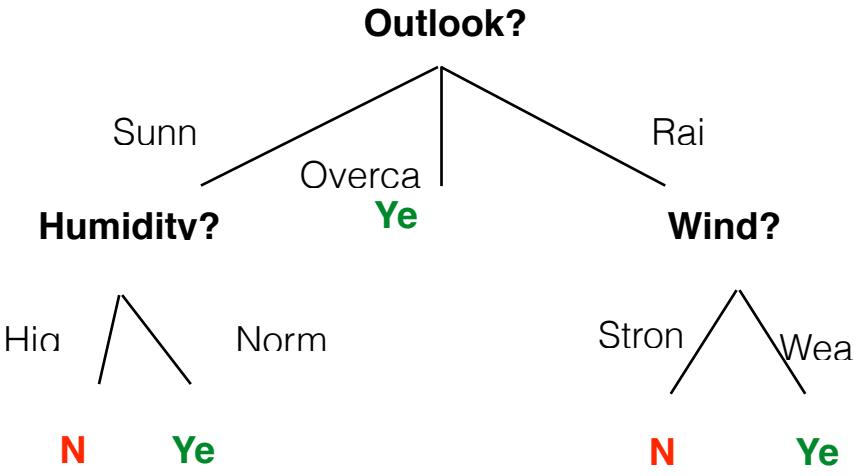 Outlook?
Sunn
Rai
Overca
Ye
Humidity?
Wind?
Hig
Norm
Stron
Wea
N
Ye
N
Ye